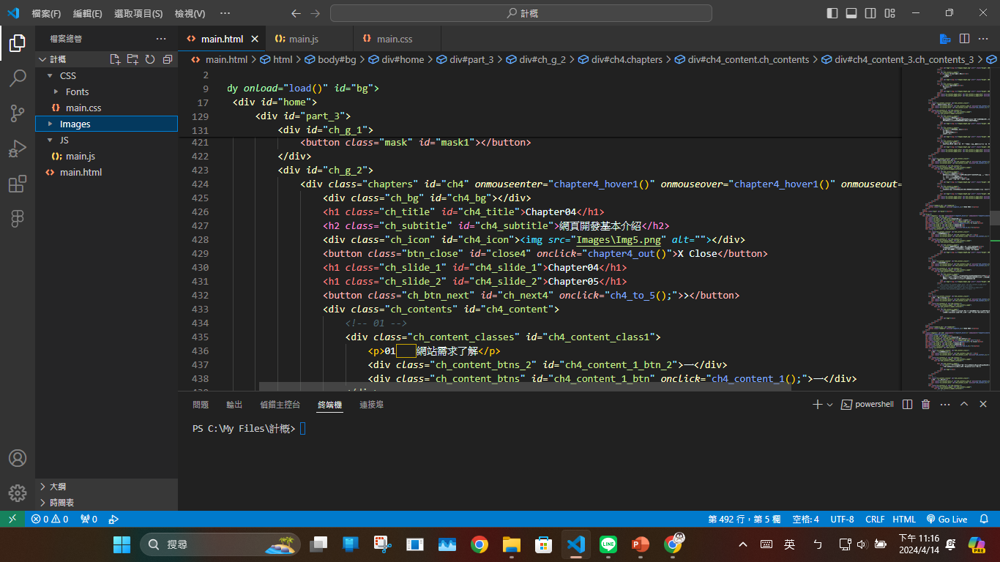 檔案(F) 編輯(E) 選取項目(S) 檢視(V) ··· 計概
檔案總管 ···
計概
CSS
Fonts
main.css
Images
JS
main.js
main.html
大綱
時間表
main.html main.js main.css
main.html > html > body#bg > div#home > div#part_3 > div#ch_g_2 > div#ch4.chapters > div#ch4_content.ch_contents > div#ch4_content_3.ch_contents_3 >
2
9 dy onload="load()" id="bg">
17 <div id="home">
129 <div id="part_3">
131 <div id="ch_g_1">
421 <button class="mask" id="mask1"></button>
422 </div>
423 <div id="ch_g_2">
424 <div class="chapters" id="ch4" onmouseenter="chapter4_hover1()" onmouseover="chapter4_hover1()" onmouseout=
425 <div class="ch_bg" id="ch4_bg"></div>
426 <h1 class="ch_title" id="ch4_title">Chapter04</h1>
427 <h2 class="ch_subtitle" id="ch4_subtitle">網頁開發基本介紹</h2>
428 <div class="ch_icon" id="ch4_icon"><img src="Images\Img5.png" alt=""></div>
429 <button class="btn_close" id="close4" onclick="chapter4_out()">X Close</button>
430 <h1 class="ch_slide_1" id="ch4_slide_1">Chapter04</h1>
431 <h1 class="ch_slide_2" id="ch4_slide_2">Chapter05</h1>
432 <button class="ch_btn_next" id="ch_next4" onclick="ch4_to_5();">></button>
433 <div class="ch_contents" id="ch4_content">
434 <!-- 01 -->
435 <div class="ch_content_classes" id="ch4_content_class1">
436 <p>01　　網站需求了解</p>
437 <div class="ch_content_btns_2" id="ch4_content_1_btn_2">一</div>
438 <div class="ch_content_btns" id="ch4_content_1_btn" onclick="ch4_content_1();">一</div>
問題 輸出 偵錯主控台 終端機 連接埠 powershell
PS C:\My Files\計概>
0 0 0 第 492 行，第 5 欄 空格: 4 UTF-8 CRLF HTML Go Live
搜尋 英 ㄅ 下午 11:16
2024/4/14